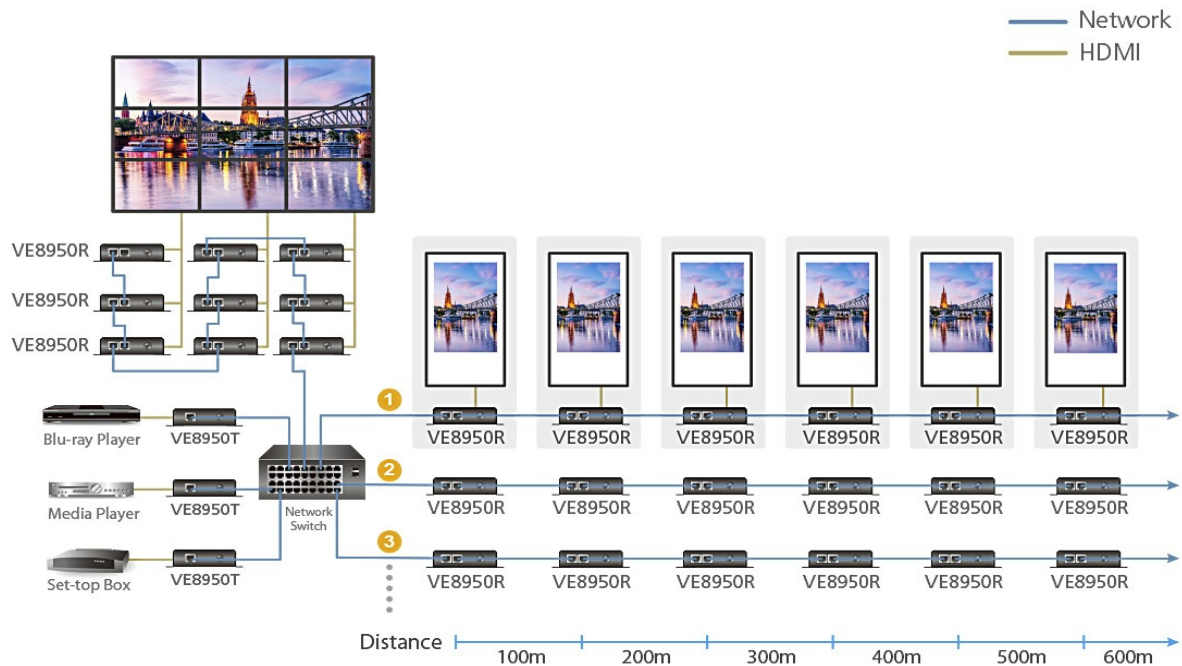 Network
HDMI
VE8950R
VE8950R
VE8950R
1
Blu-ray Player
VE8950T
VE8950R
VE8950R
VE8950R
VE8950R
VE8950R
VE8950R
2
Media Player
VE8950T
Network
Switch
VE8950R
VE8950R
VE8950R
VE8950R
VE8950R
VE8950R
3
Set-top Box
VE8950T
VE8950R
VE8950R
VE8950R
VE8950R
VE8950R
VE8950R
Distance
100m
200m
300m
400m
500m
600m